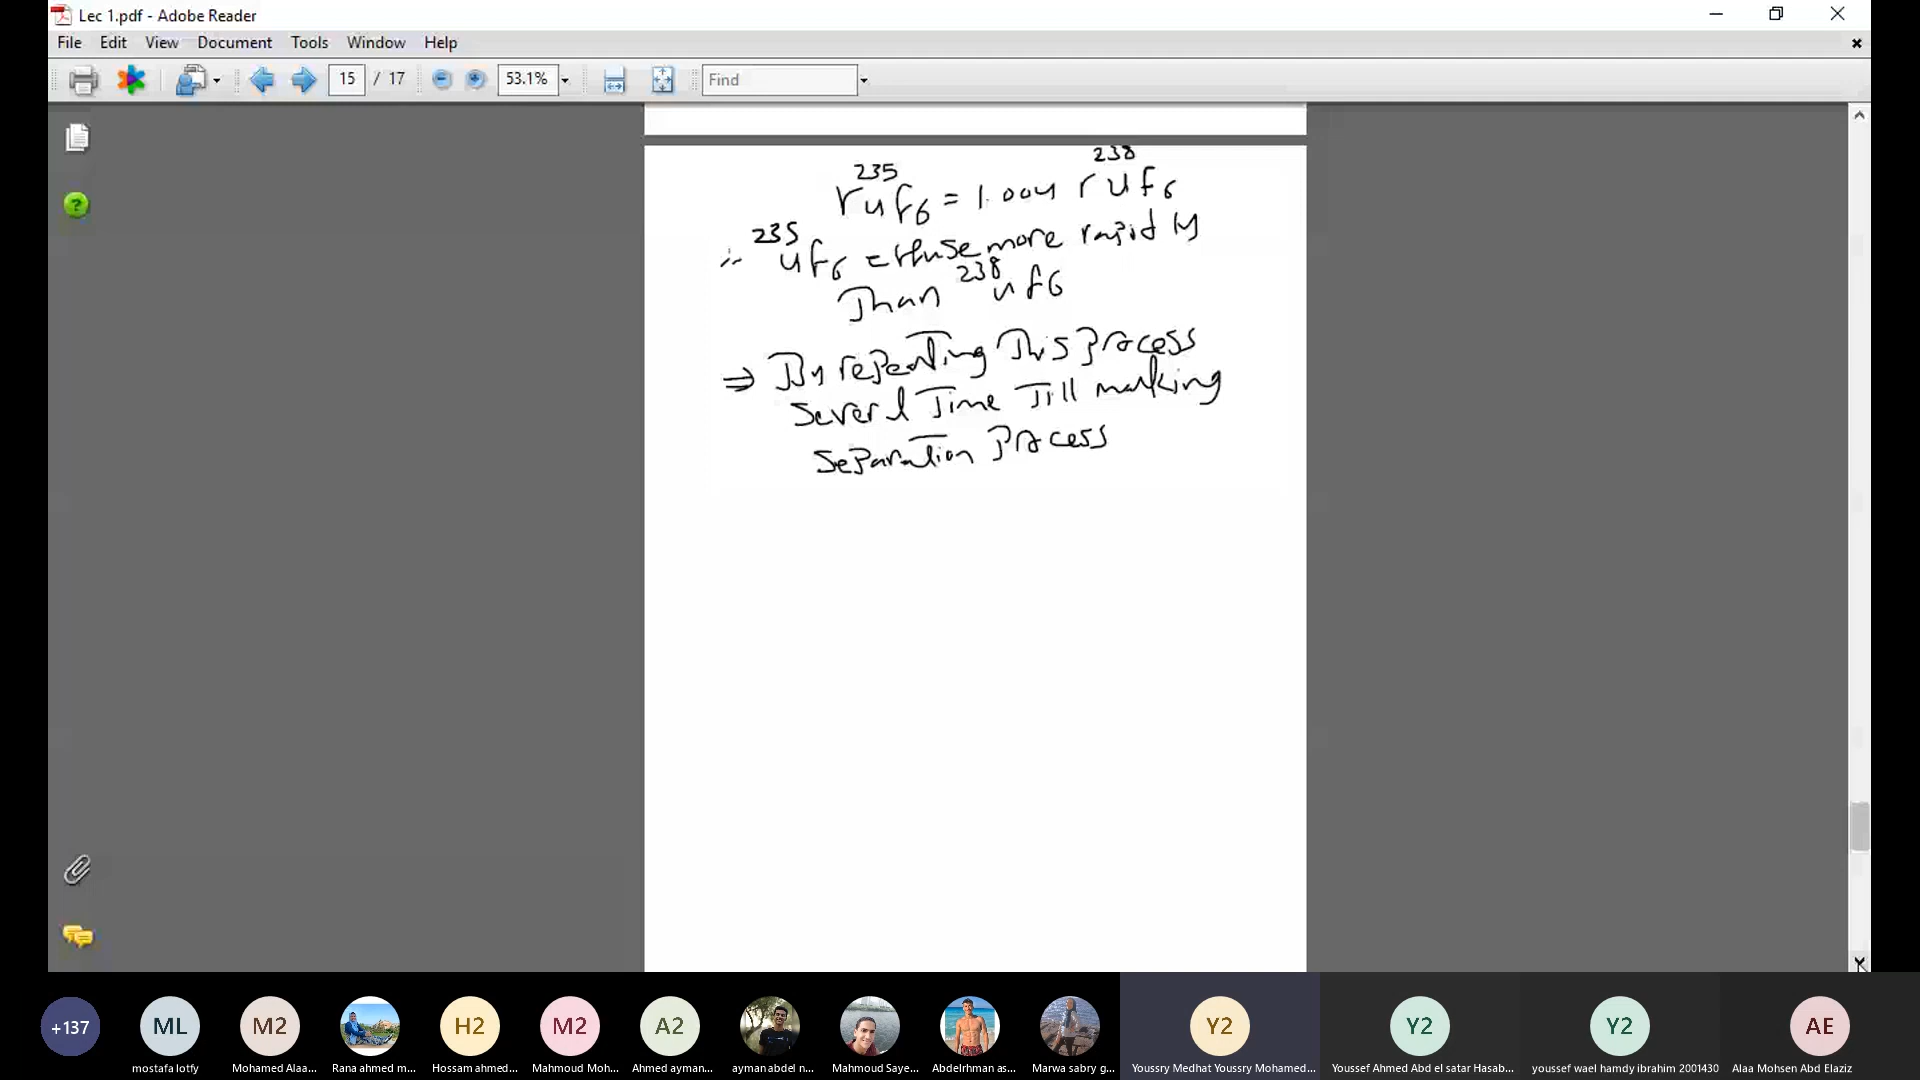 Lec 1.pdf - Adobe Reader
File Edit View Document Tools Window Help
15 / 17 53.1% Find
235 238
rUF6 = 1.004 rUF6
∴ 235UF6 effuse more rapidly
Than 238UF6
⇒ By repeating This process
several Time Till making
separation process
+137 ML M2 H2 M2 A2 Y2 Y2 Y2 AE
mostafa lotfy Mohamed Alaa... Rana ahmed m... Hossam ahmed... Mahmoud Moh... Ahmed ayman... ayman abdel n... Mahmoud Saye... Abdelrhman as... Marwa sabry g... Youssry Medhat Youssry Mohamed... Youssef Ahmed Abd el satar Hasab... youssef wael hamdy ibrahim 2001430 Alaa Mohsen Abd Elaziz